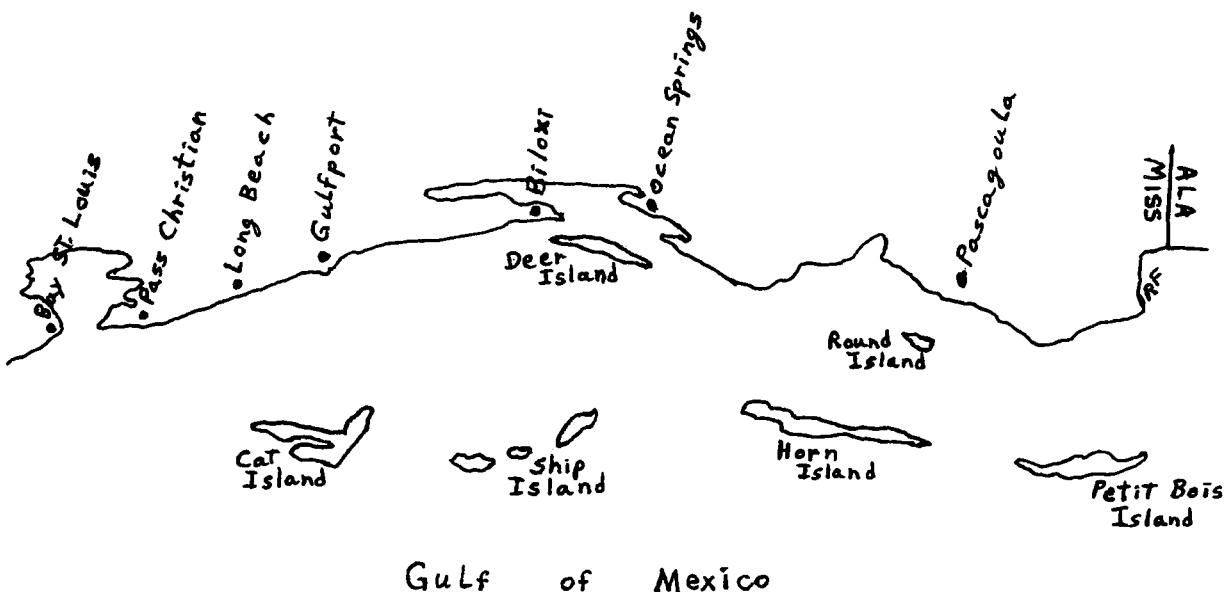 Bay ST. Louis
Pass Christian
Long Beach
Gulfport
Biloxi
Ocean Springs
Pascagoula
MISS
ALA
Deer
Island
RF
Round
Island
Cat
Island
Ship
Island
Horn
Island
Petit Bois
Island
Gulf of Mexico